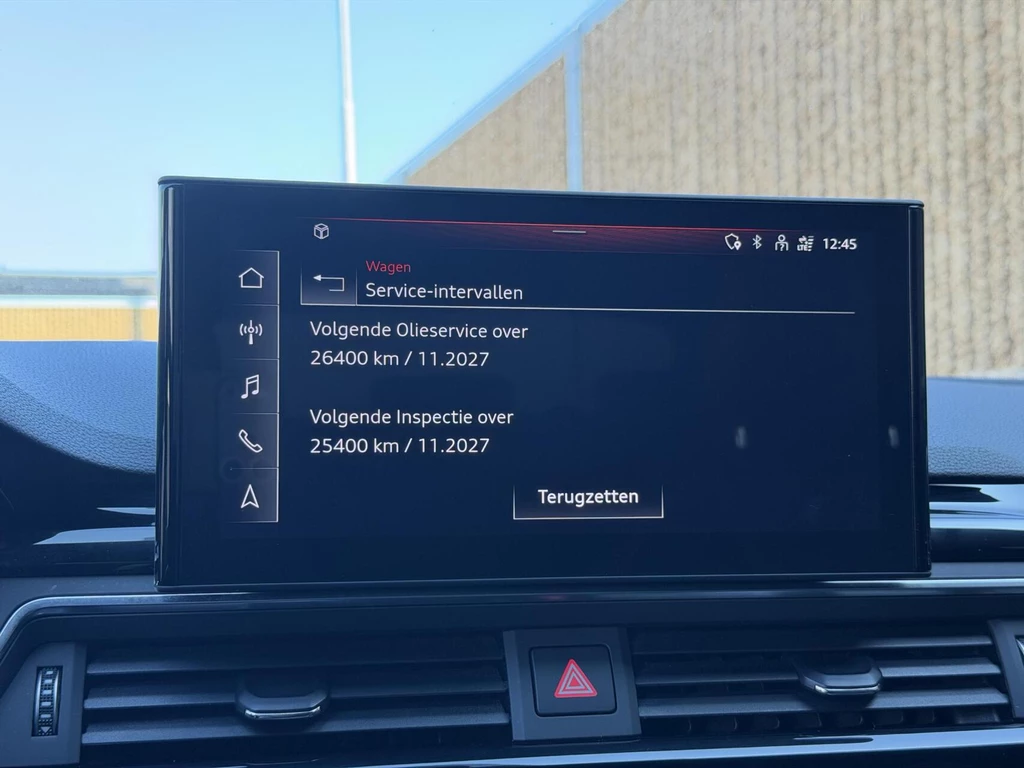 12:45
Wagen
Service-intervallen
Volgende Olieservice over
26400 km / 11.2027
Volgende Inspectie over
25400 km / 11.2027
Terugzetten